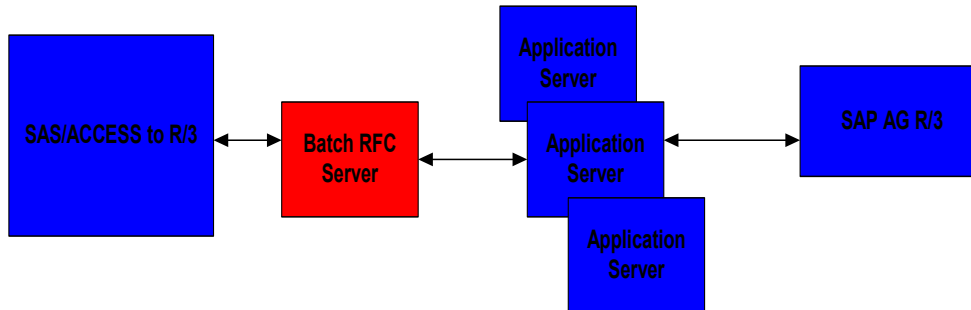 SAS/ACCESS to R/3
Batch RFC
Server
Application
Server
Application
Server
Application
Server
SAP AG R/3